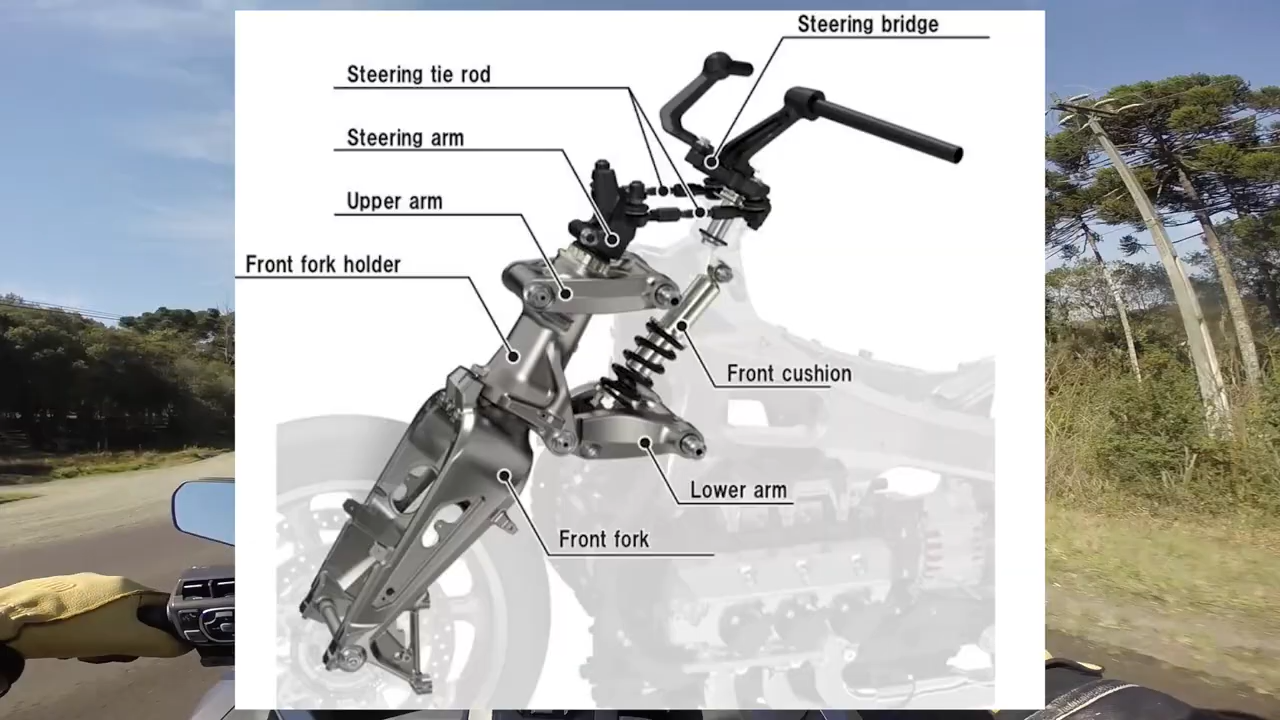 Steering bridge
Steering tie rod
Steering arm
Upper arm
Front fork holder
Front cushion
Lower arm
Front fork